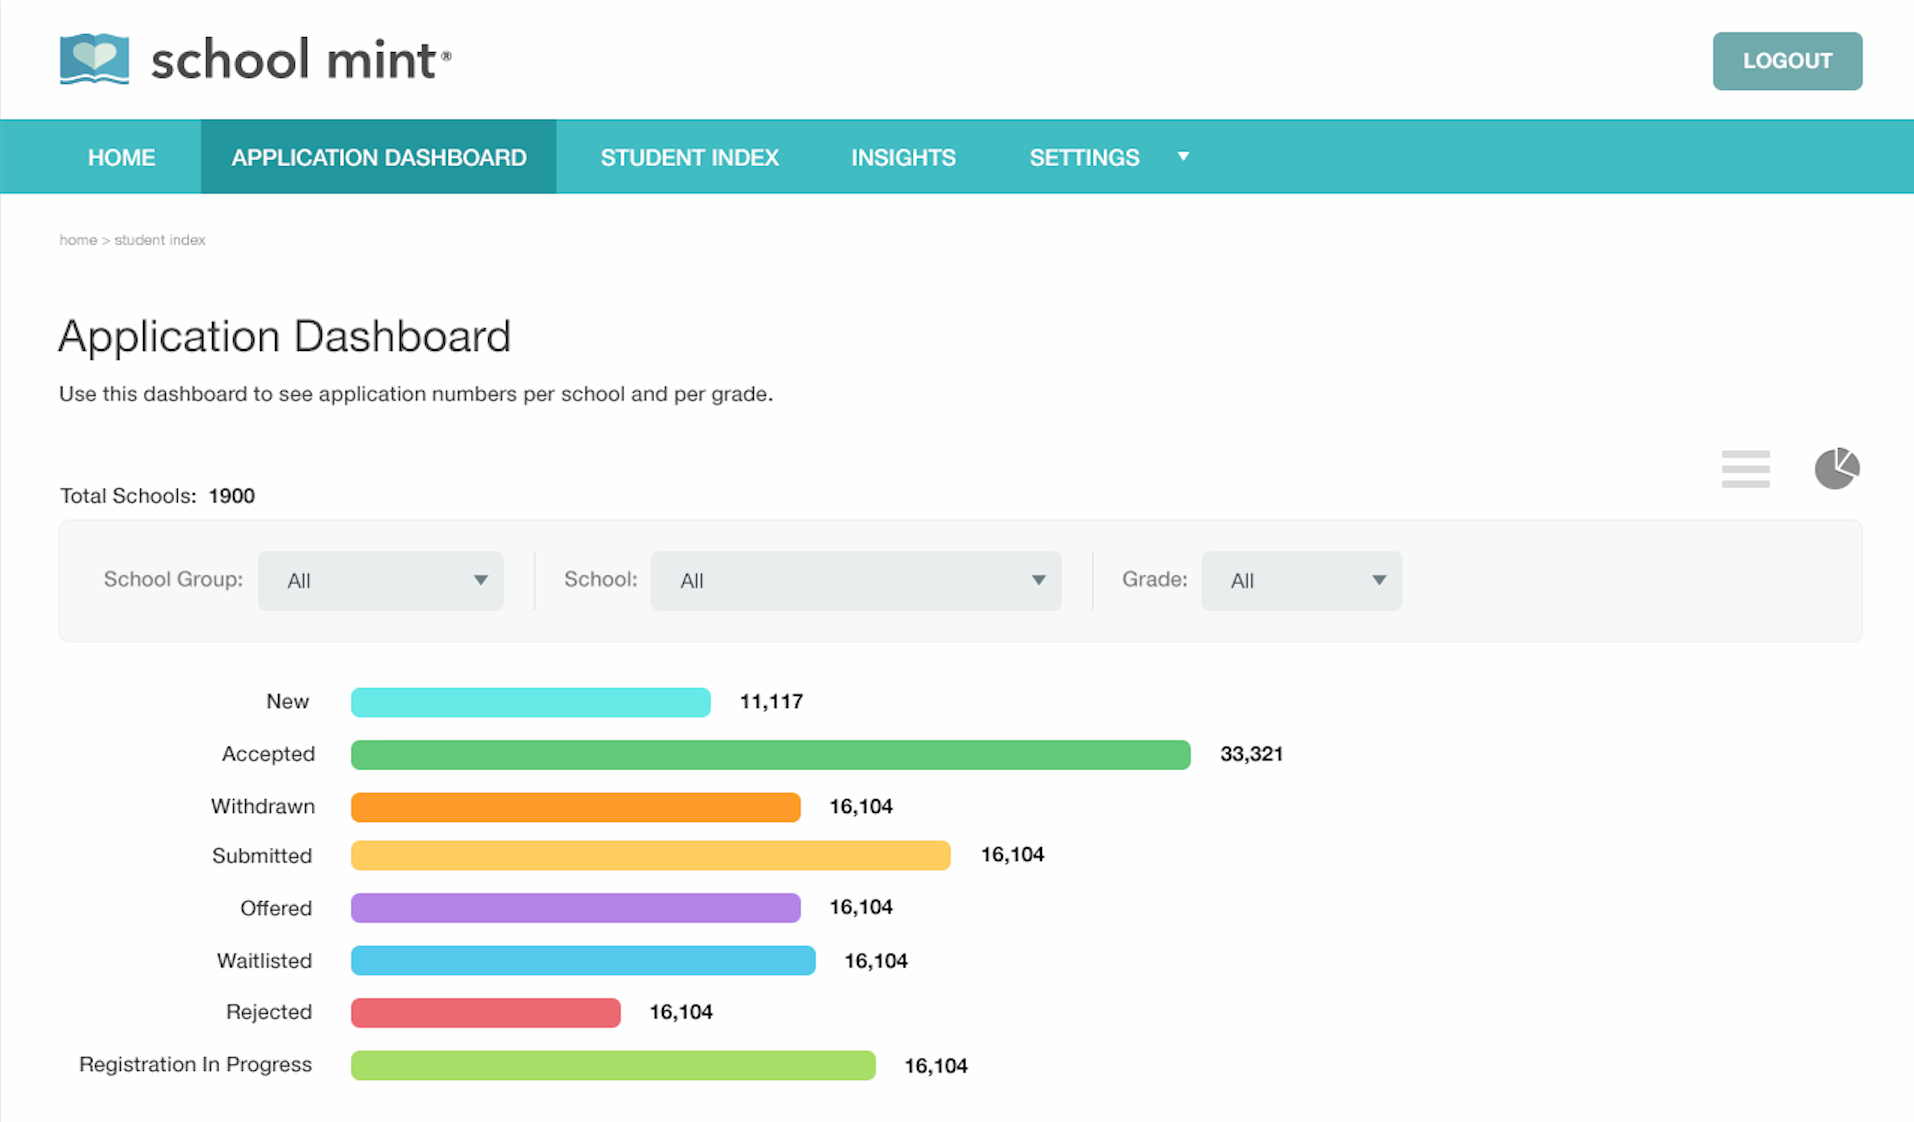 school mint®
LOGOUT
HOME APPLICATION DASHBOARD STUDENT INDEX INSIGHTS SETTINGS
home > student index
Application Dashboard
Use this dashboard to see application numbers per school and per grade.
Total Schools: 1900
School Group: All School: All Grade: All
New 11,117
Accepted 33,321
Withdrawn 16,104
Submitted 16,104
Offered 16,104
Waitlisted 16,104
Rejected 16,104
Registration In Progress 16,104